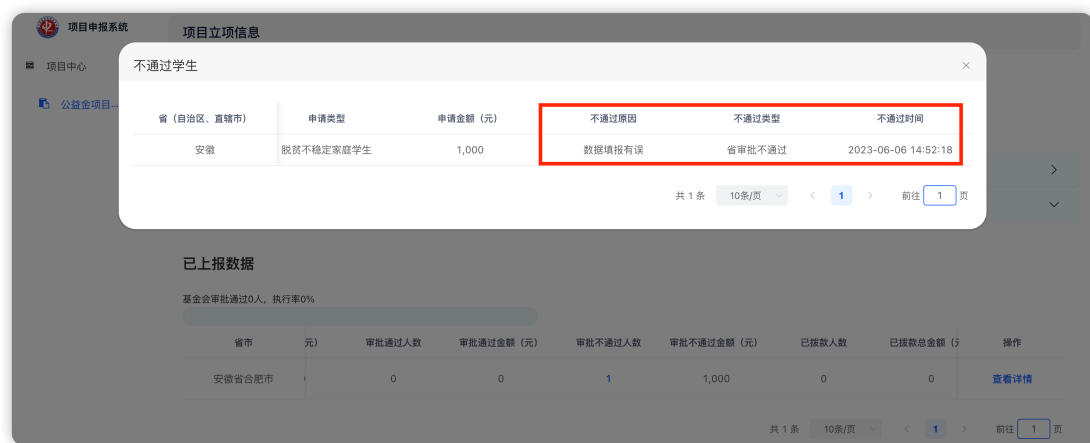 项目申报系统
项目立项信息
项目中心
公益金项目...
不通过学生
省（自治区、直辖市） 申请类型 申请金额（元） 不通过原因 不通过类型 不通过时间
安徽 脱贫不稳定家庭学生 1,000 数据填报有误 省审批不通过 2023-06-06 14:52:18
共 1 条 10条/页 1 前往 1 页
已上报数据
基金会审批通过0人，执行率0%
省市 元） 审批通过人数 审批通过金额（元） 审批不通过人数 审批不通过金额（元） 已拨款人数 已拨款总金额 操作
安徽省合肥市 0 0 1 1,000 0 0 查看详情
共 1 条 10条/页 1 前往 1 页